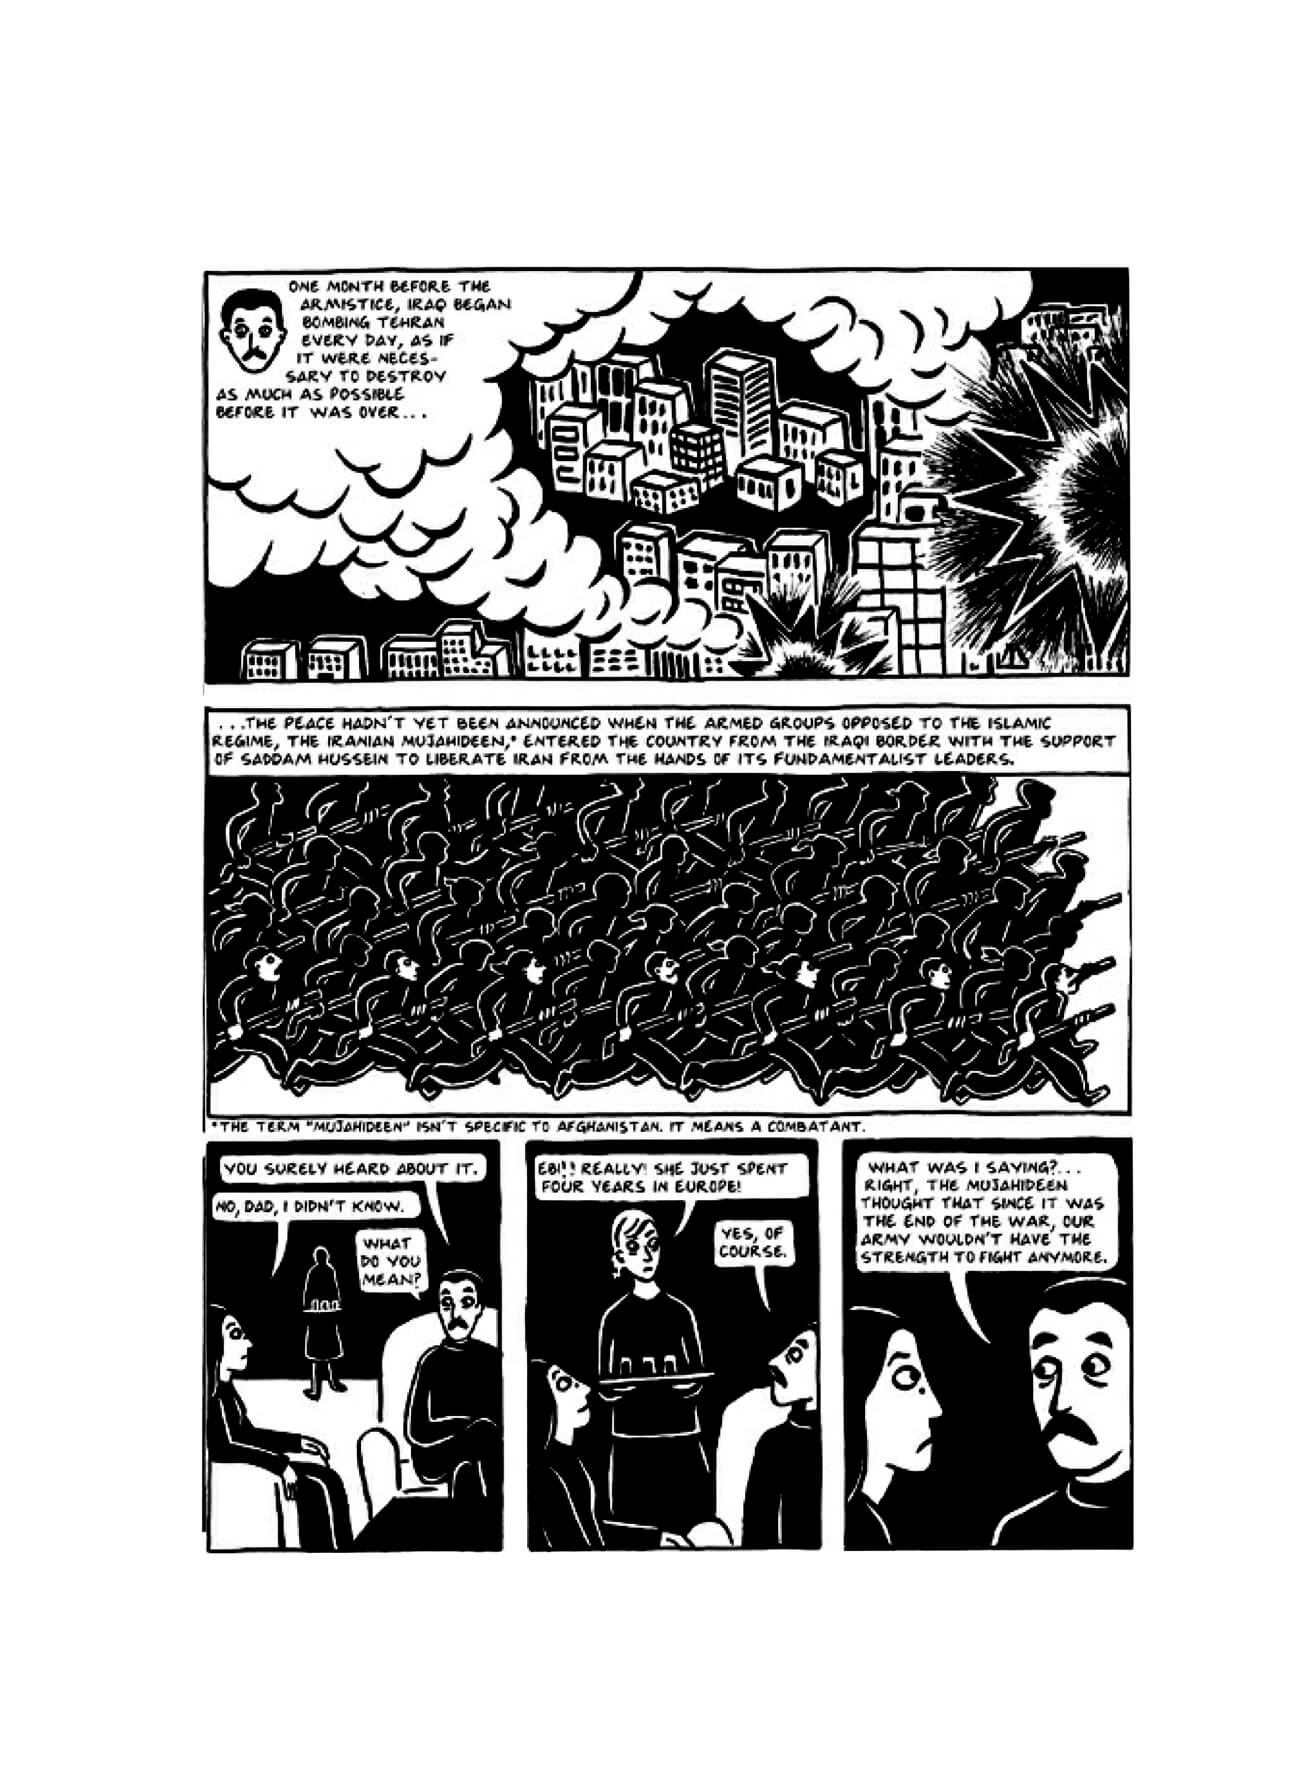 ONE MONTH BEFORE THE
ARMISTICE, IRAQ BEGAN
BOMBING TEHRAN
EVERY DAY, AS IF
IT WERE NECES-
SARY TO DESTROY
AS MUCH AS POSSIBLE
BEFORE IT WAS OVER...
...THE PEACE HADN'T YET BEEN ANNOUNCED WHEN THE ARMED GROUPS OPPOSED TO THE ISLAMIC
REGIME, THE IRANIAN MUJAHIDEEN,* ENTERED THE COUNTRY FROM THE IRAQI BORDER WITH THE SUPPORT
OF SADDAM HUSSEIN TO LIBERATE IRAN FROM THE HANDS OF ITS FUNDAMENTALIST LEADERS.
*THE TERM "MUJAHIDEEN" ISN'T SPECIFIC TO AFGHANISTAN. IT MEANS A COMBATANT.
YOU SURELY HEARD ABOUT IT.
NO, DAD, I DIDN'T KNOW.
WHAT
DO YOU
MEAN?
EBI!! REALLY! SHE JUST SPENT
FOUR YEARS IN EUROPE!
YES, OF
COURSE.
WHAT WAS I SAYING?...
RIGHT, THE MUJAHIDEEN
THOUGHT THAT SINCE IT WAS
THE END OF THE WAR, OUR
ARMY WOULDN'T HAVE THE
STRENGTH TO FIGHT ANYMORE.